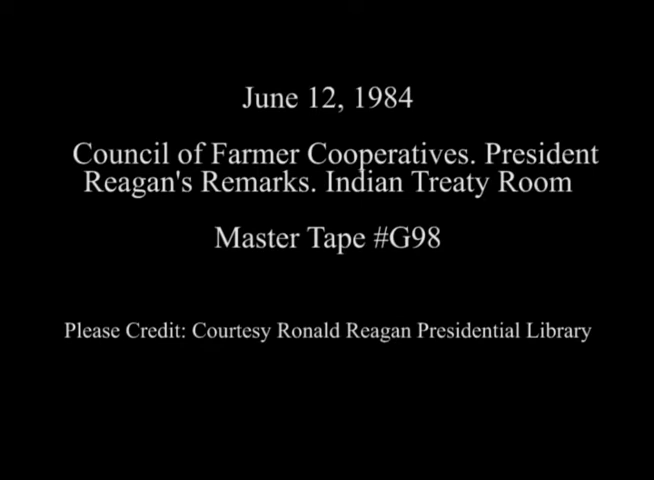 June 12, 1984
Council of Farmer Cooperatives. President
Reagan's Remarks. Indian Treaty Room
Master Tape #G98
Please Credit: Courtesy Ronald Reagan Presidential Library